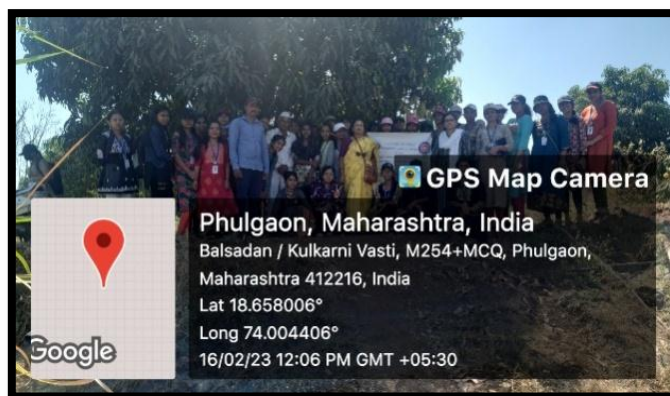 GPS Map Camera
Phulgaon, Maharashtra, India
Balsadan / Kulkarni Vasti, M254+MCQ, Phulgaon,
Maharashtra 412216, India
Lat 18.658006°
Long 74.004406°
16/02/23 12:06 PM GMT +05:30
Google